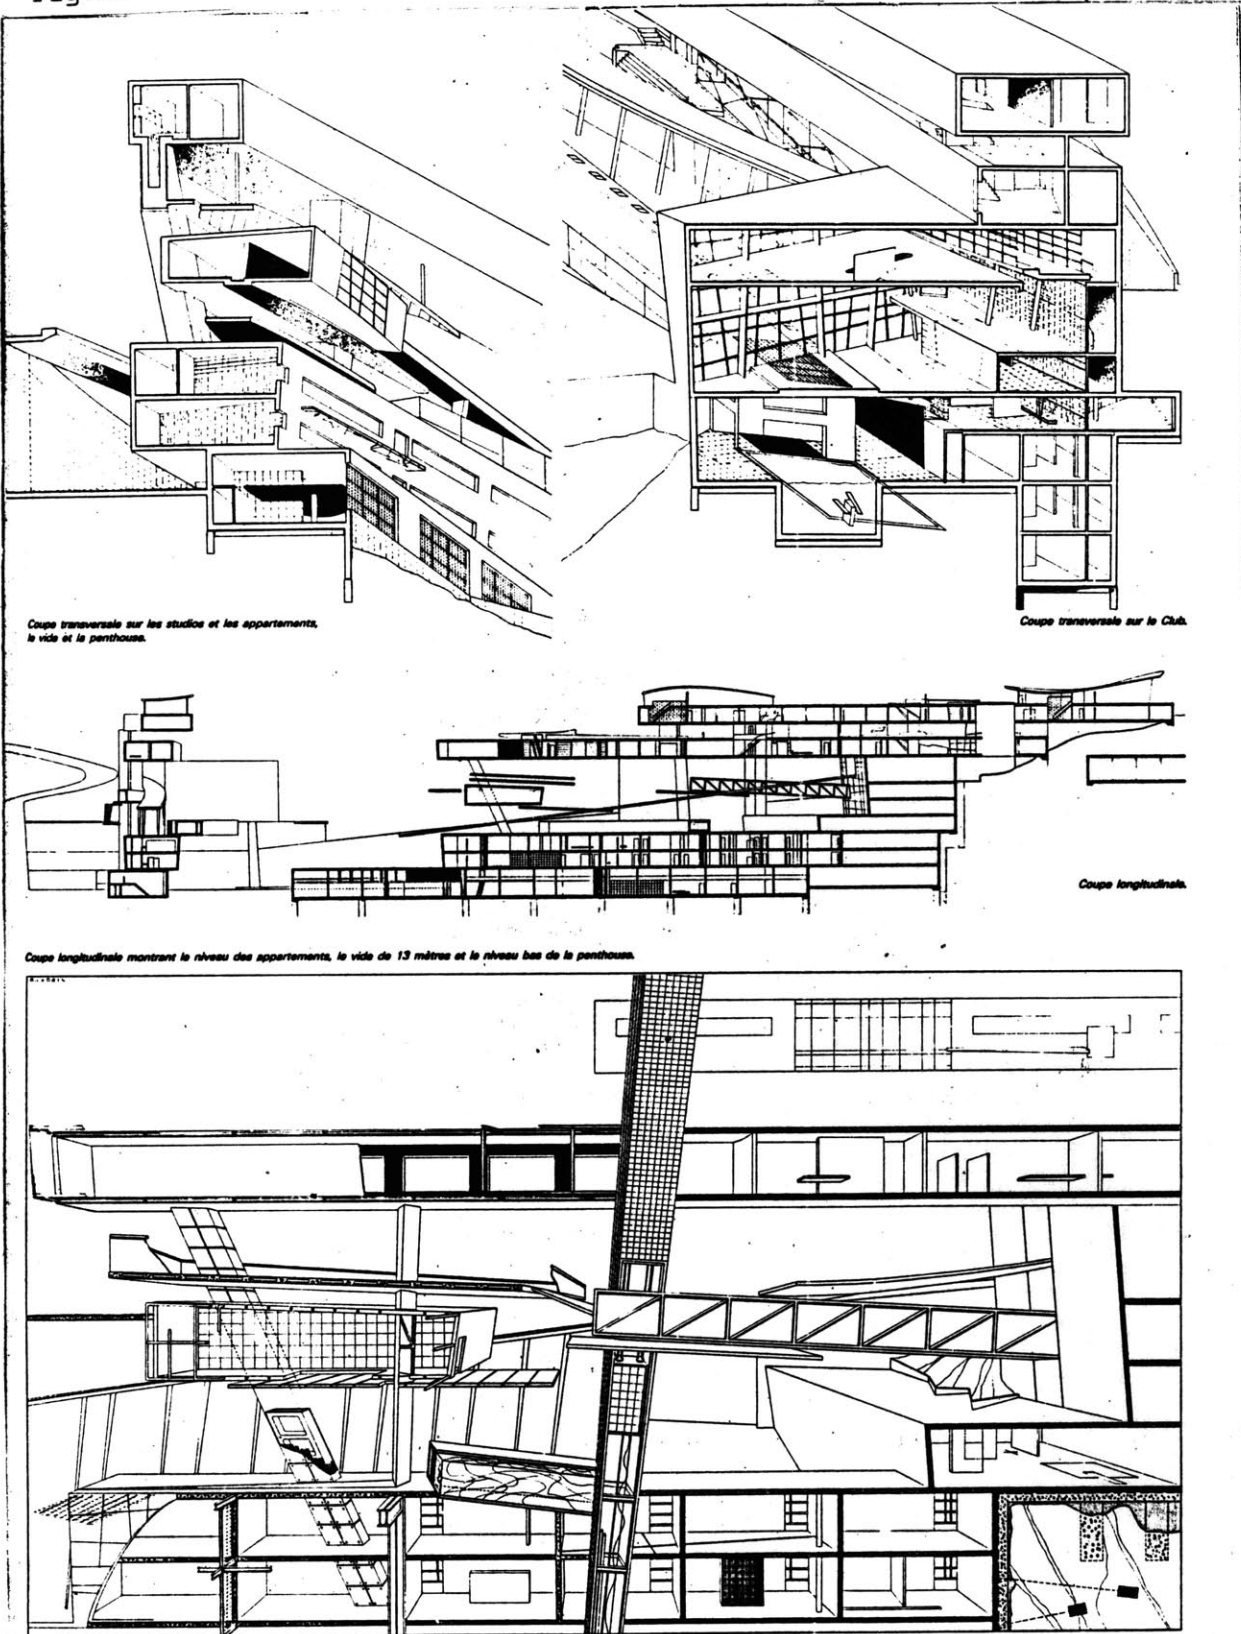 Coupe transversale sur les studios et les appartements,
le vide et la penthouse.
Coupe transversale sur le Club.
Coupe longitudinale.
Coupe longitudinale montrant le niveau des appartements, le vide de 13 mètres et le niveau bas de la penthouse.